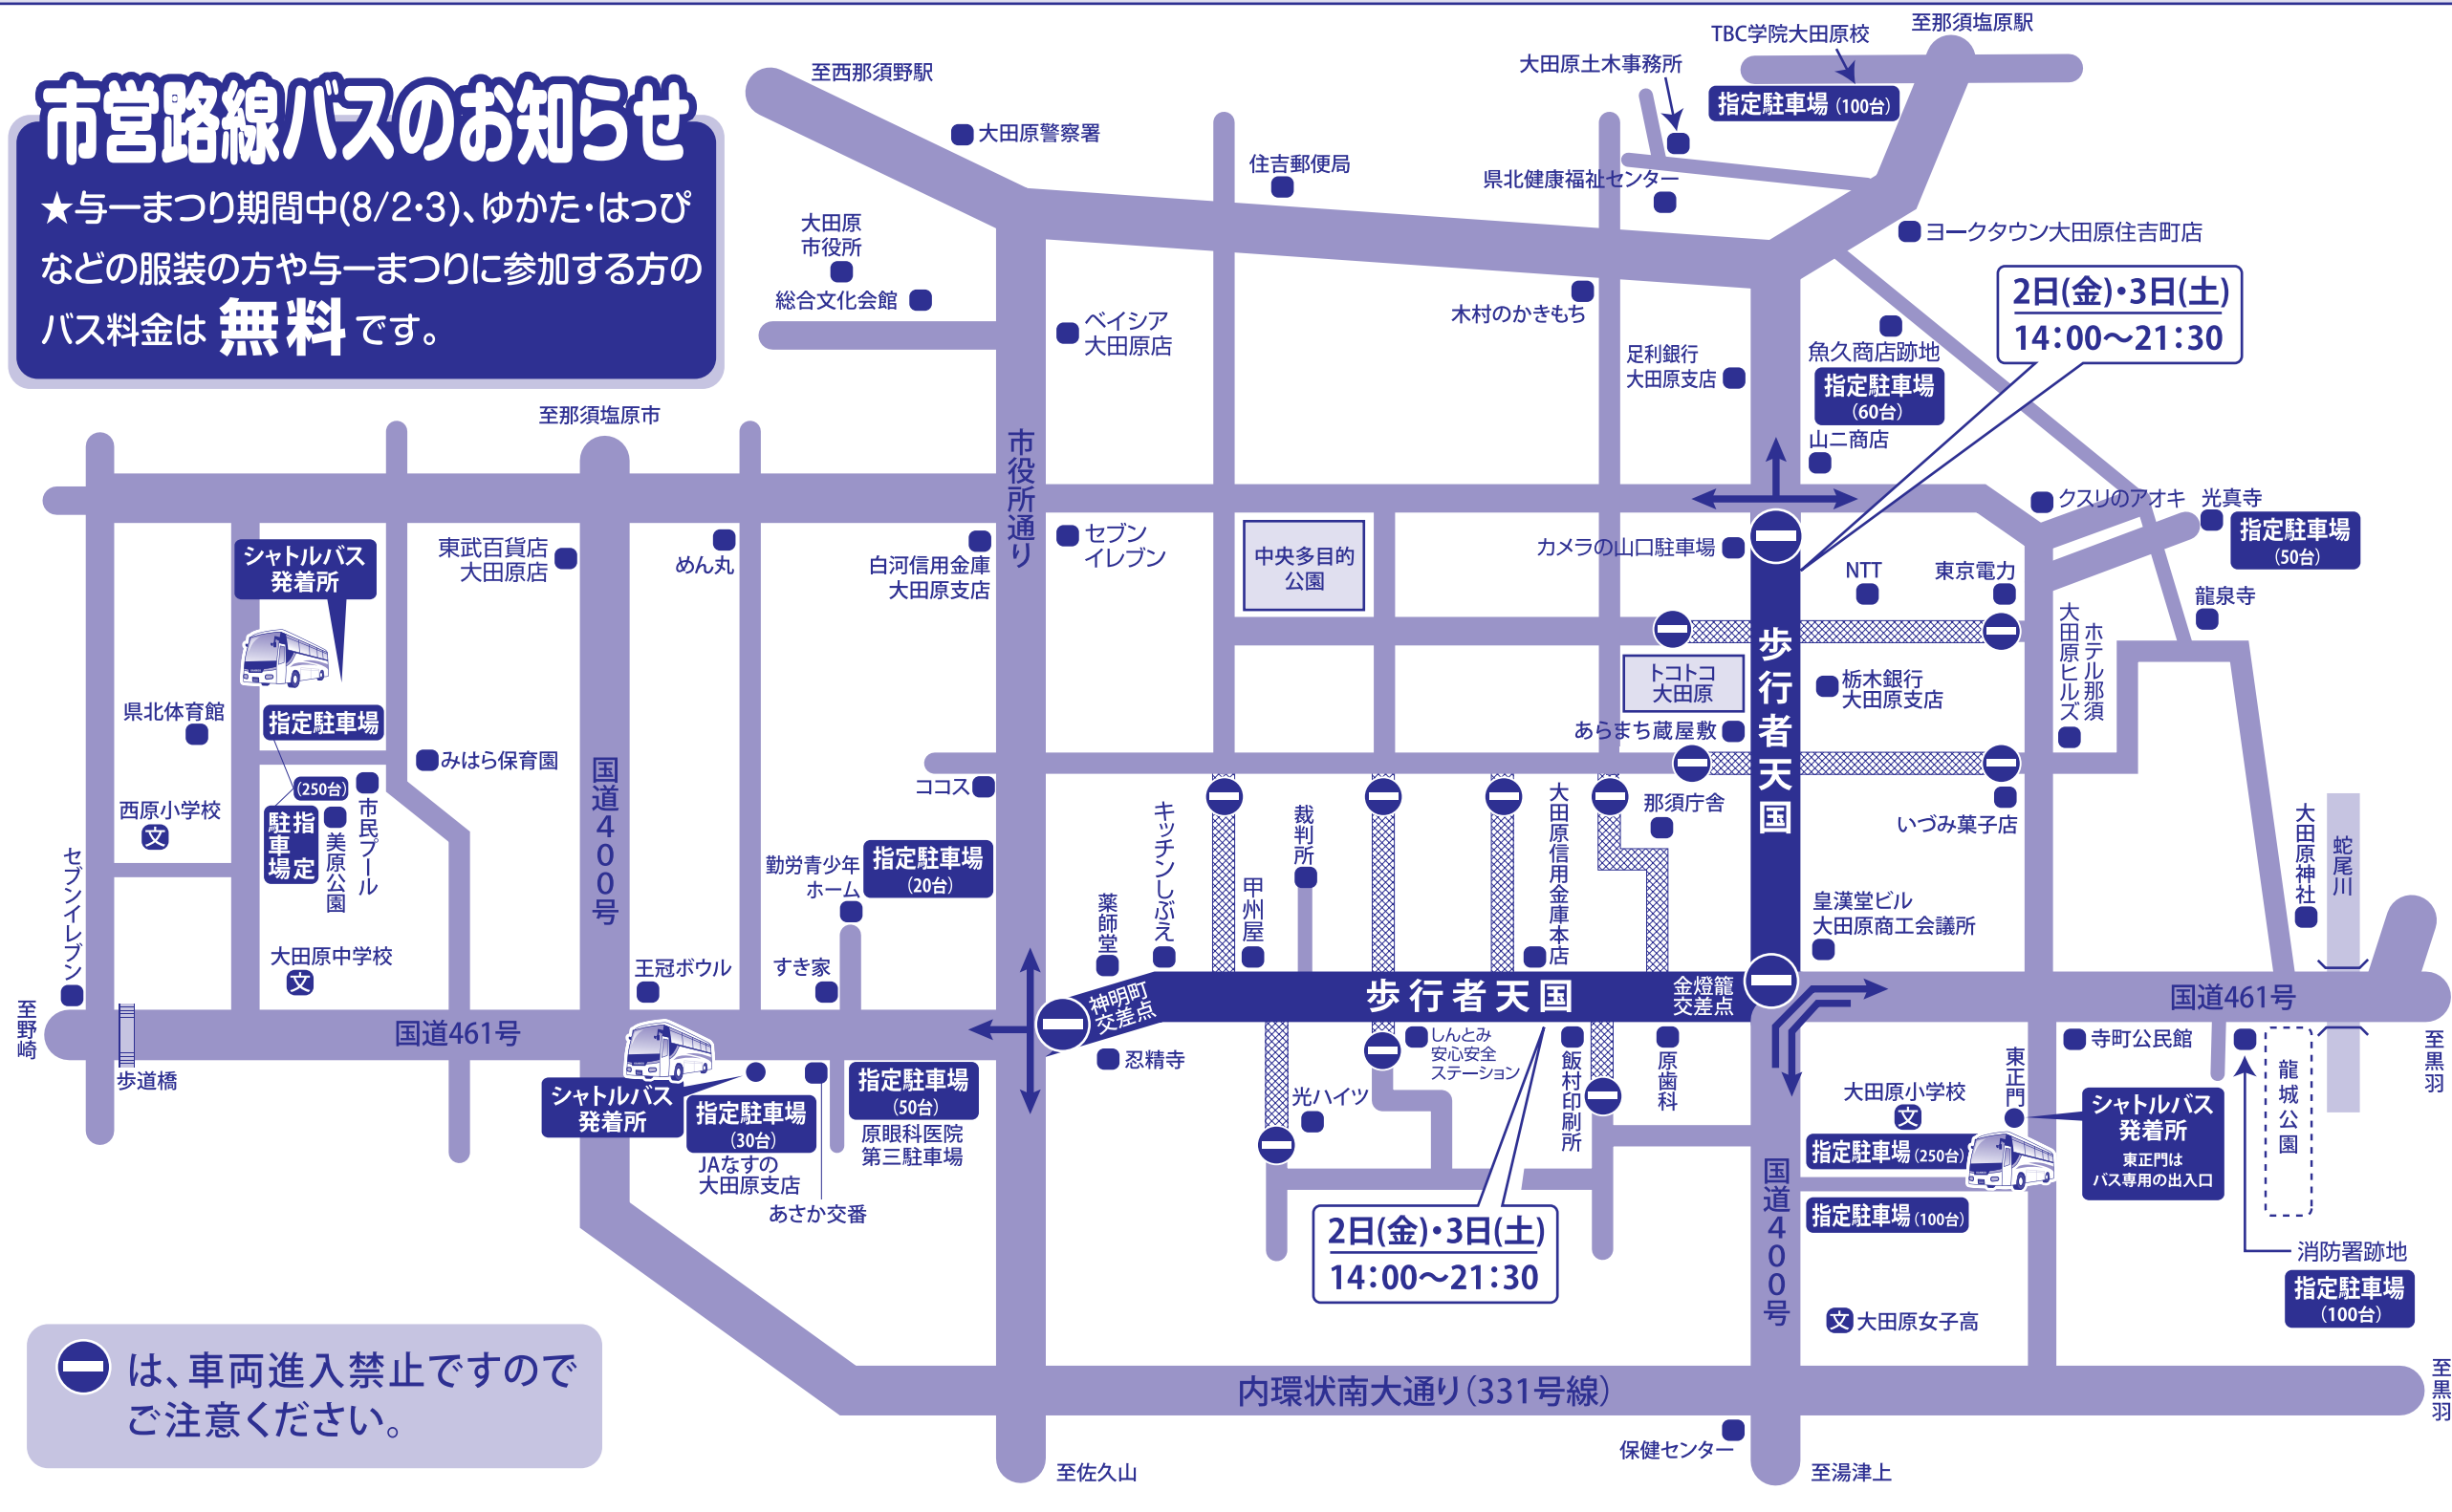 市営路線バスのお知らせ
★与一まつり期間中(8/2・3)、ゆかた・はっぴ
などの服装の方や与一まつりに参加する方の
バス料金は 無料 です。
至西那須野駅
大田原警察署
住吉郵便局
大田原土木事務所
TBC学院大田原校
指定駐車場（100台）
至那須塩原駅
県北健康福祉センター
ヨークタウン大田原住吉町店
大田原
市役所
総合文化会館
ベイシア
大田原店
木村のかきもち
足利銀行
大田原支店
魚久商店跡地
指定駐車場
（60台）
山二商店
2日(金)・3日(土)
14：00〜21：30
至那須塩原市
市役所通り
クスリのアオキ
光真寺
指定駐車場
（50台）
シャトルバス
発着所
東武百貨店
大田原店
めん丸
白河信用金庫
大田原支店
セブン
イレブン
中央多目的
公園
カメラの山口駐車場
NTT
東京電力
龍泉寺
大田原ビルズ
ホテル那須
トコトコ
大田原
栃木銀行
大田原支店
あらまち蔵屋敷
歩行者天国
県北体育館
指定駐車場
（250台）
みはら保育園
国道400号
西原小学校
文
指定
駐車場
美原公園
市民プール
セブンイレブン
ココス
勤労青少年
ホーム
指定駐車場
（20台）
キッチンしぶえ
裁判所
甲州屋
薬師堂
大田原信用金庫本店
那須庁舎
いづみ菓子店
大田原神社
蛇尾川
皇漢堂ビル
大田原商工会議所
大田原中学校
文
王冠ボウル
すき家
至野崎
歩道橋
国道461号
神明町
交差点
歩行者天国
金燈籠
交差点
国道461号
忍精寺
しんとみ
安心安全
ステーション
光ハイツ
飯村印刷所
原歯科
東正門
寺町公民館
龍城公園
至黒羽
シャトルバス
発着所
指定駐車場
（30台）
JAなすの
大田原支店
あさか交番
指定駐車場
（50台）
原眼科医院
第三駐車場
大田原小学校
文
指定駐車場（250台）
指定駐車場（100台）
シャトルバス
発着所
東正門は
バス専用の出入口
国道400号
2日(金)・3日(土)
14：00〜21：30
消防署跡地
指定駐車場
（100台）
文 大田原女子高
は、車両進入禁止ですので
ご注意ください。
内環状南大通り（331号線）
至黒羽
保健センター
至佐久山
至湯津上